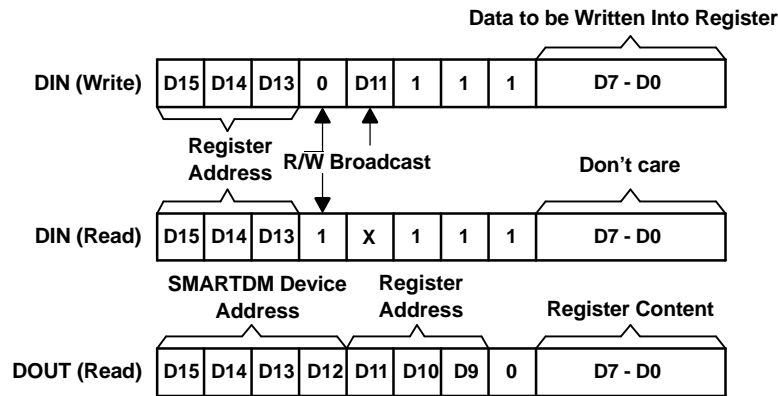 Data to be Written Into Register
DIN (Write) D15 D14 D13 0 D11 1 1 1 D7 - D0
Register
Address
R/W̅ Broadcast
Don't care
DIN (Read) D15 D14 D13 1 X 1 1 1 D7 - D0
SMARTDM Device
Address
Register
Address
Register Content
DOUT (Read) D15 D14 D13 D12 D11 D10 D9 0 D7 - D0